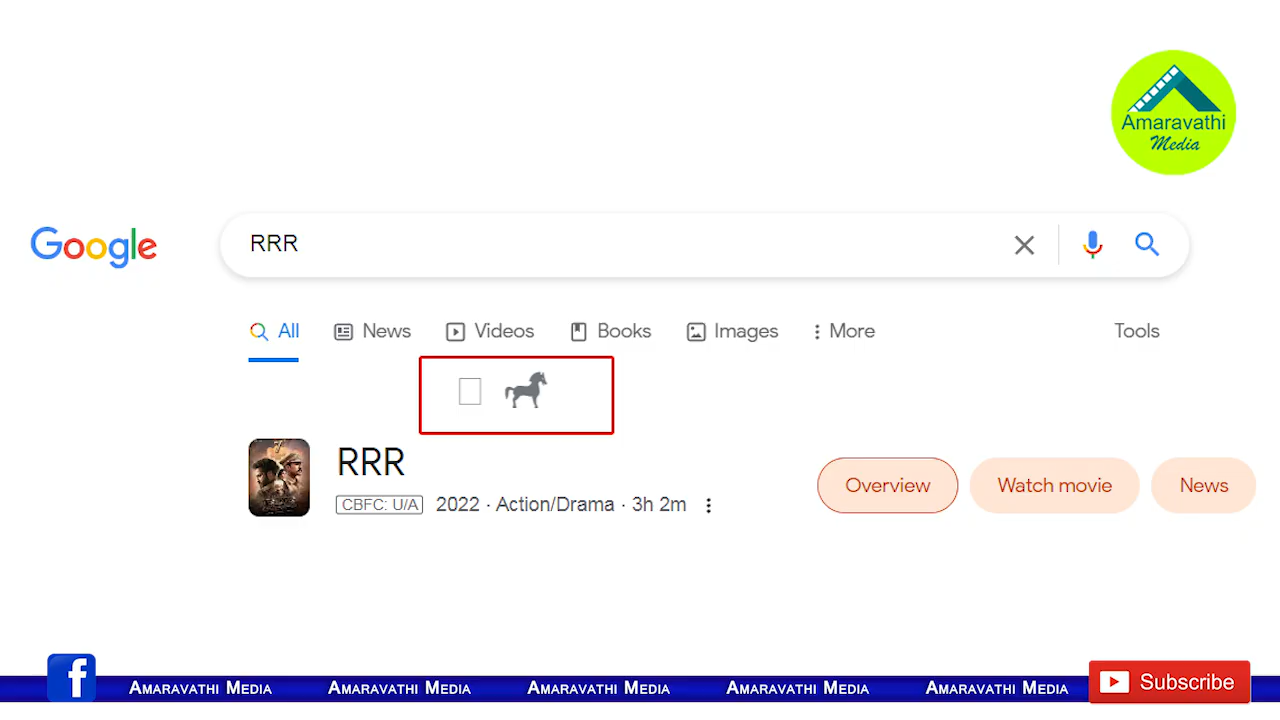 Amaravathi
Media
Google
RRR
All News Videos Books Images More Tools
RRR
CBFC: U/A 2022 · Action/Drama · 3h 2m
Overview Watch movie News
f Amaravathi Media Amaravathi Media Amaravathi Media Amaravathi Media Amaravathi Media Subscribe